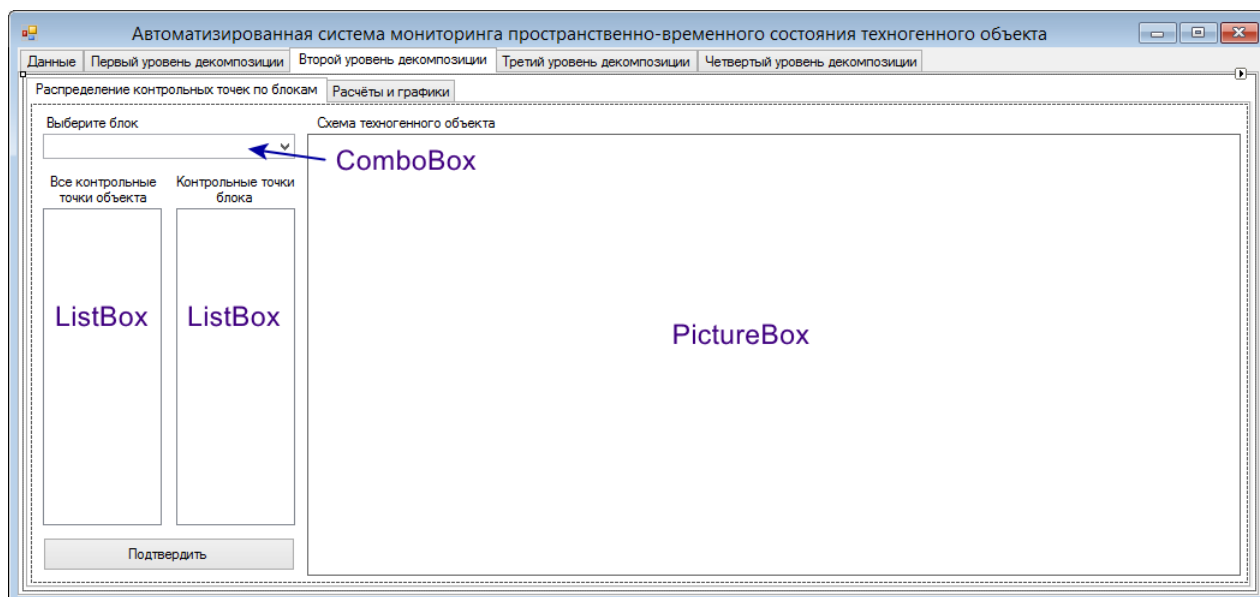 Автоматизированная система мониторинга пространственно-временного состояния техногенного объекта
Данные Первый уровень декомпозиции Второй уровень декомпозиции Третий уровень декомпозиции Четвертый уровень декомпозиции
Распределение контрольных точек по блокам Расчёты и графики
Выберите блок
Схема техногенного объекта
ComboBox
Все контрольные
точки объекта
Контрольные точки
блока
ListBox
ListBox
PictureBox
Подтвердить